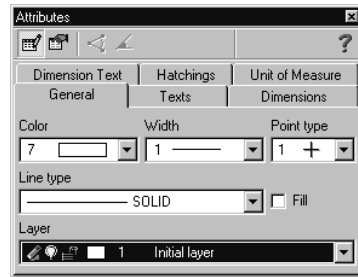 Attributes
?
Dimension Text Hatchings Unit of Measure
General Texts Dimensions
Color Width Point type
7 1 1
Line type
SOLID Fill
Layer
1 Initial layer